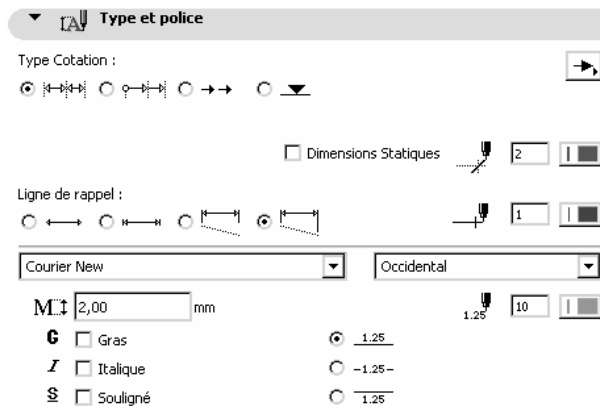 Type et police
Type Cotation :
Dimensions Statiques 2
Ligne de rappel :
1
Courier New Occidental
M 2,00 mm 1.25 10
G Gras 1.25
I Italique -1.25-
S Souligné 1.25